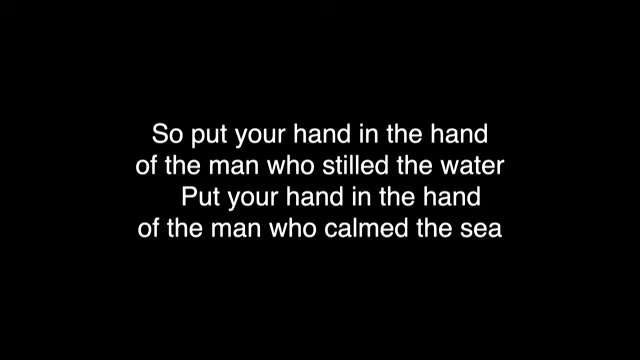 So put your hand in the hand
of the man who stilled the water
Put your hand in the hand
of the man who calmed the sea